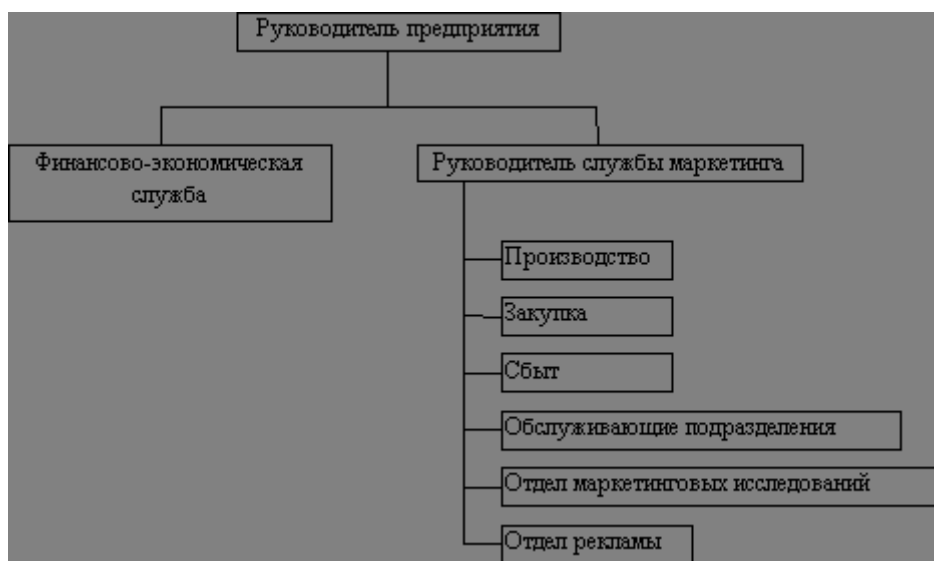 Руководитель предприятия
Финансово-экономическая
служба
Руководитель службы маркетинга
Производство
Закупка
Сбыт
Обслуживающие подразделения
Отдел маркетинговых исследований
Отдел рекламы